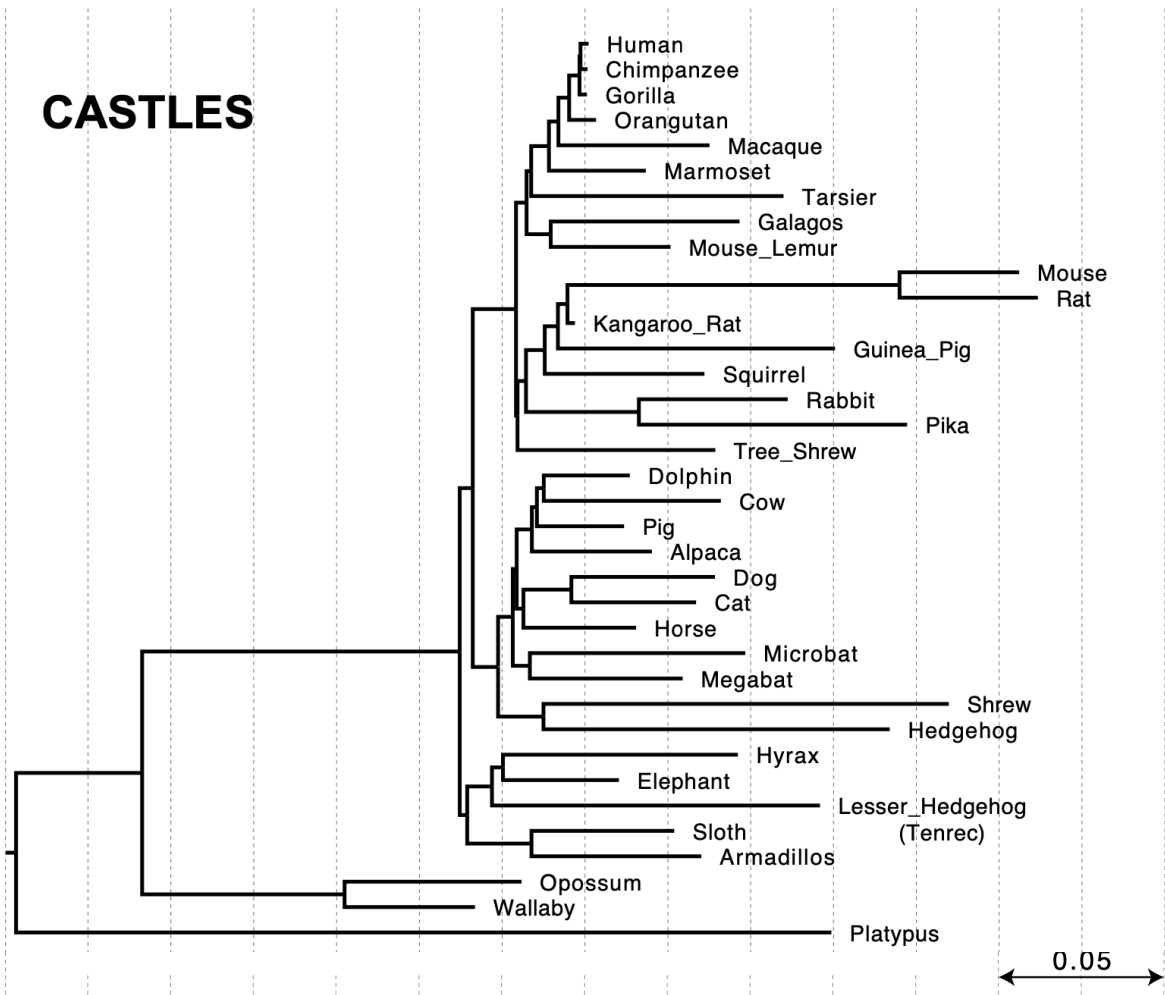 Human
Chimpanzee
CASTLES
Gorilla
Orangutan
Macaque
Marmoset
Tarsier
Galagos
Mouse_Lemur
Mouse
Rat
Kangaroo_Rat
Guinea_Pig
Squirrel
Rabbit
Pika
Tree_Shrew
Dolphin
Cow
Pig
Alpaca
Dog
Cat
Horse
Microbat
Megabat
Shrew
Hedgehog
Hyrax
Elephant
Lesser_Hedgehog
(Tenrec)
Sloth
Armadillos
Opossum
Wallaby
Platypus
0.05